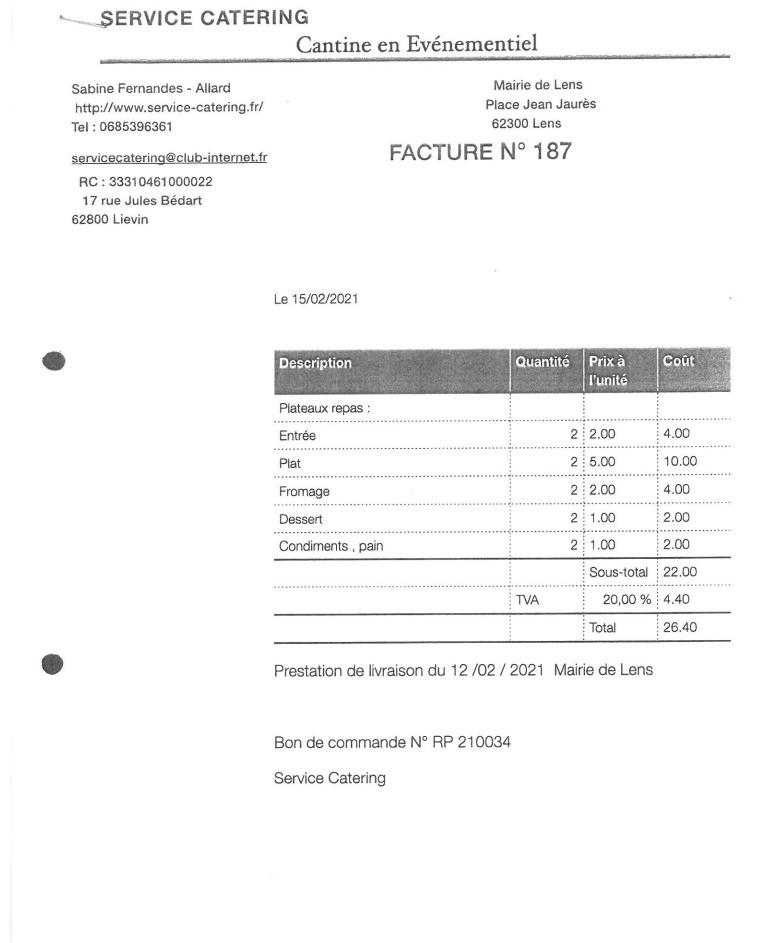 SERVICE CATERING
Cantine en Evénementiel
Sabine Fernandes - Allard
http://www.service-catering.fr/
Tel : 0685396361
servicecatering@club-internet.fr
RC : 33310461000022
17 rue Jules Bédart
62800 Lievin
Mairie de Lens
Place Jean Jaurès
62300 Lens
FACTURE N° 187
Le 15/02/2021
Description Quantité Prix à l'unité Coût
Plateaux repas :
Entrée 2 2.00 4.00
Plat 2 5.00 10.00
Fromage 2 2.00 4.00
Dessert 2 1.00 2.00
Condiments , pain 2 1.00 2.00
Sous-total 22.00
TVA 20,00 % 4.40
Total 26.40
Prestation de livraison du 12 /02 / 2021 Mairie de Lens
Bon de commande N° RP 210034
Service Catering